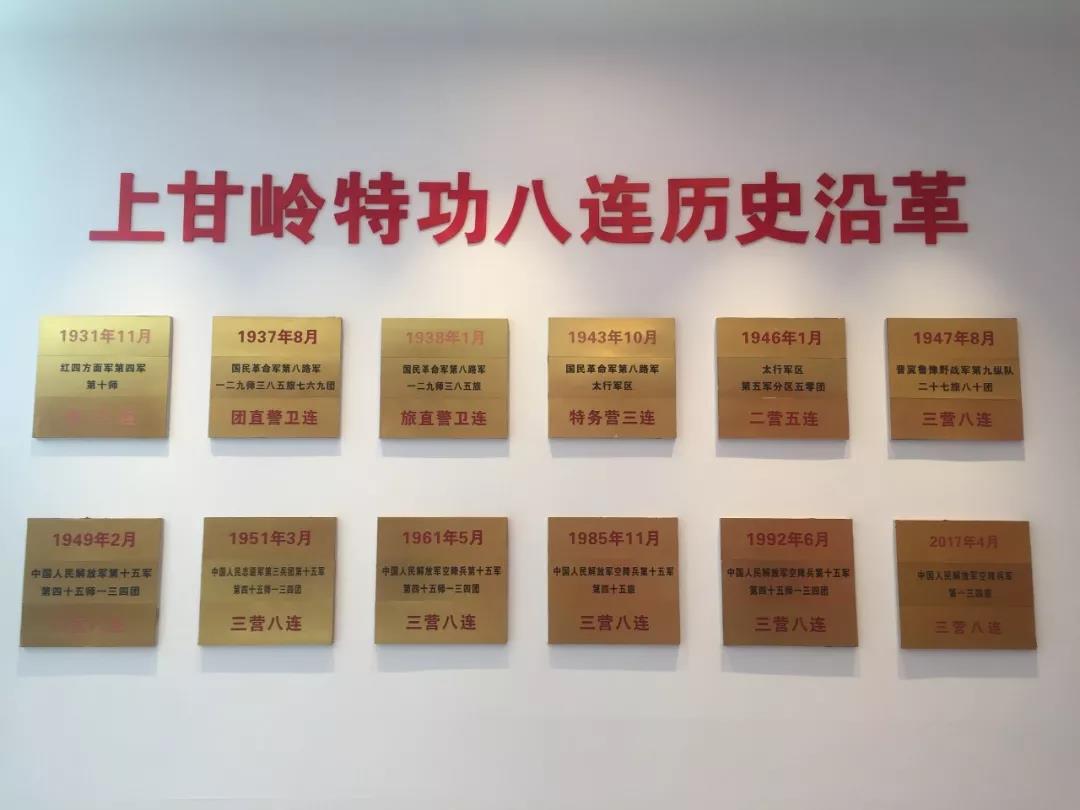 上甘岭特功八连历史沿革
1931年11月
红四方面军第四军
第十师
1937年8月
国民革命军第八路军
一二九师三八五旅七六九团
团直警卫连
1938年1月
国民革命军第八路军
一二九师三八五旅
旅直警卫连
1943年10月
国民革命军第八路军
太行军区
特务营三连
1946年1月
太行军区
第五军分区五零团
二营五连
1947年8月
晋冀鲁豫野战军第九纵队
二十七旅八十团
三营八连
1949年2月
中国人民解放军第十五军
第四十五师一三四团
三营八连
1951年3月
中国人民志愿军第三兵团第十五军
第四十五师一三四团
三营八连
1961年5月
中国人民解放军空降兵第十五军
第四十五师一三四团
三营八连
1985年11月
中国人民解放军空降兵第十五军
第四十五旅
三营八连
1992年6月
中国人民解放军空降兵第十五军
第四十五师一三四团
三营八连
2017年4月
中国人民解放军空降兵军
第一三四旅
三营八连